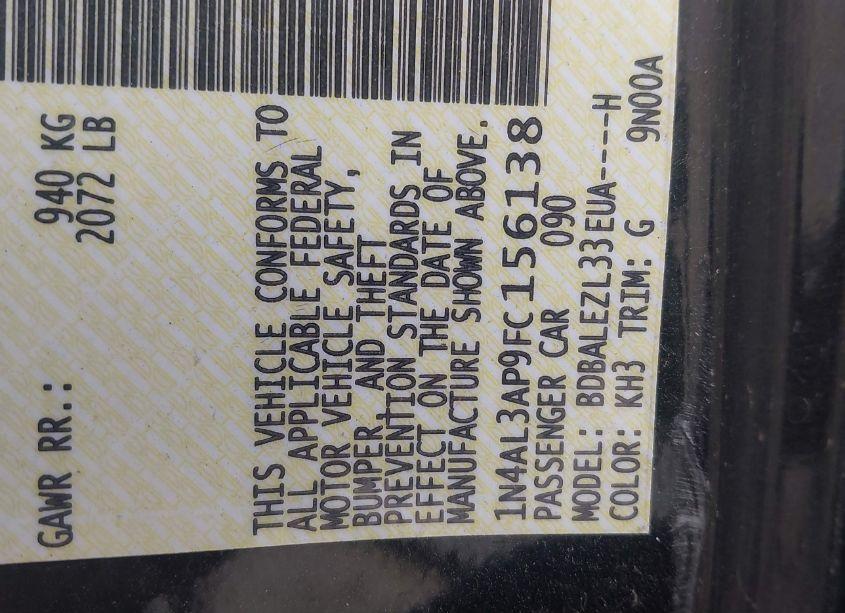 GAWR RR.: 940 KG
2072 LB
THIS VEHICLE CONFORMS TO
ALL APPLICABLE FEDERAL
MOTOR VEHICLE SAFETY,
BUMPER, AND THEFT
PREVENTION STANDARDS IN
EFFECT ON THE DATE OF
MANUFACTURE SHOWN ABOVE.
1N4AL3AP9FC156138
PASSENGER CAR 090
MODEL: BDBALEZL33EUA----H
COLOR: KH3 TRIM: G 9N00A